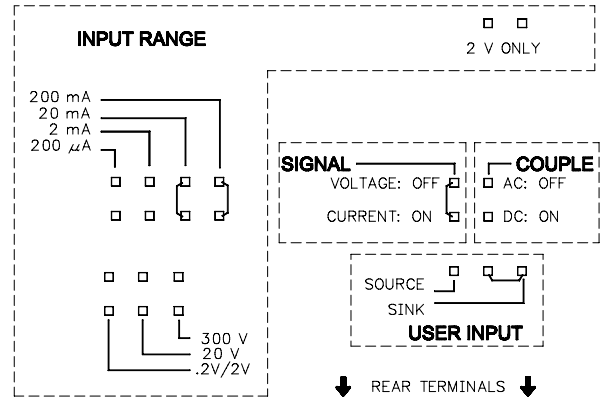 INPUT RANGE
2 V ONLY
200 mA
20 mA
2 mA
200 µA
SIGNAL
VOLTAGE: OFF
CURRENT: ON
COUPLE
AC: OFF
DC: ON
SOURCE
SINK
USER INPUT
300 V
20 V
.2V/2V
REAR TERMINALS